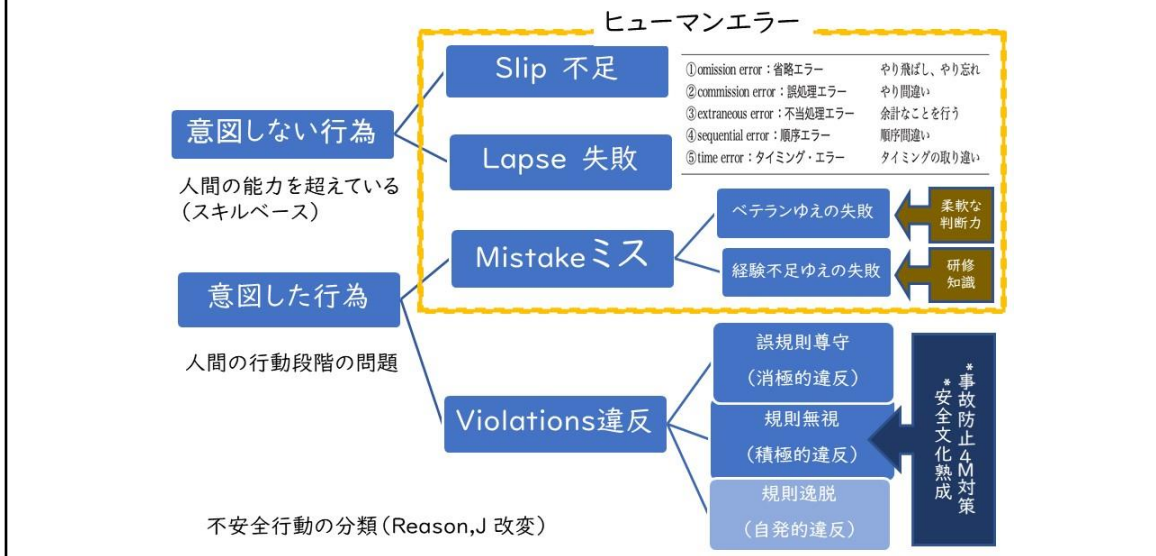 ヒューマンエラー
Slip 不足
①omission error：省略エラー やり飛ばし、やり忘れ
②commission error：誤処理エラー やり間違い
③extraneous error：不当処理エラー 余計なことを行う
④sequential error：順序エラー 順序間違い
⑤time error：タイミング・エラー タイミングの取り違い
意図しない行為
Lapse 失敗
人間の能力を超えている
（スキルベース）
Mistakeミス
ベテランゆえの失敗
柔軟な
判断力
経験不足ゆえの失敗
研修
知識
意図した行為
人間の行動段階の問題
Violations違反
誤規則尊守
（消極的違反）
規則無視
（積極的違反）
規則逸脱
（自発的違反）
*事故防止4M対策
*安全文化熟成
不安全行動の分類（Reason,J 改変）